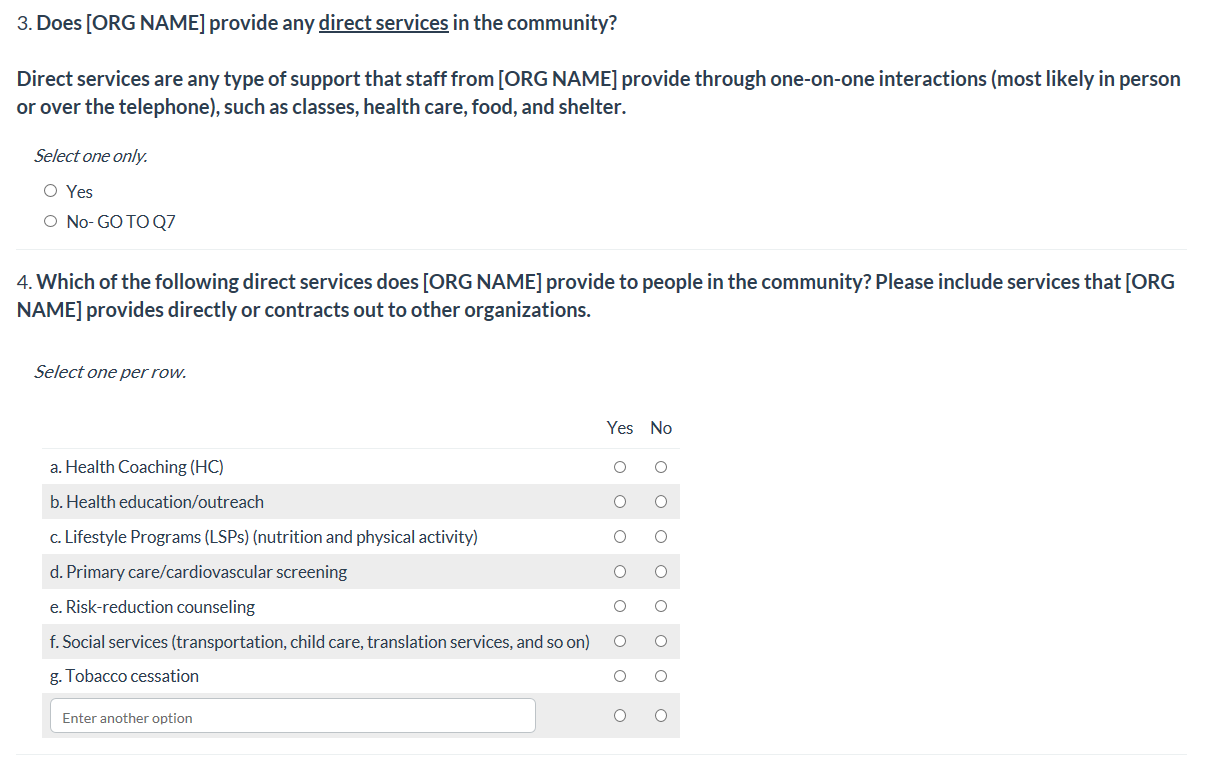 3. Does [ORG NAME] provide any direct services in the community?
Direct services are any type of support that staff from [ORG NAME] provide through one-on-one interactions (most likely in person
or over the telephone), such as classes, health care, food, and shelter.
Select one only.
Yes
No- GO TO Q7
4. Which of the following direct services does [ORG NAME] provide to people in the community? Please include services that [ORG
NAME] provides directly or contracts out to other organizations.
Select one per row.
Yes No
a. Health Coaching (HC)
b. Health education/outreach
c. Lifestyle Programs (LSPs) (nutrition and physical activity)
d. Primary care/cardiovascular screening
e. Risk-reduction counseling
f. Social services (transportation, child care, translation services, and so on)
g. Tobacco cessation
Enter another option